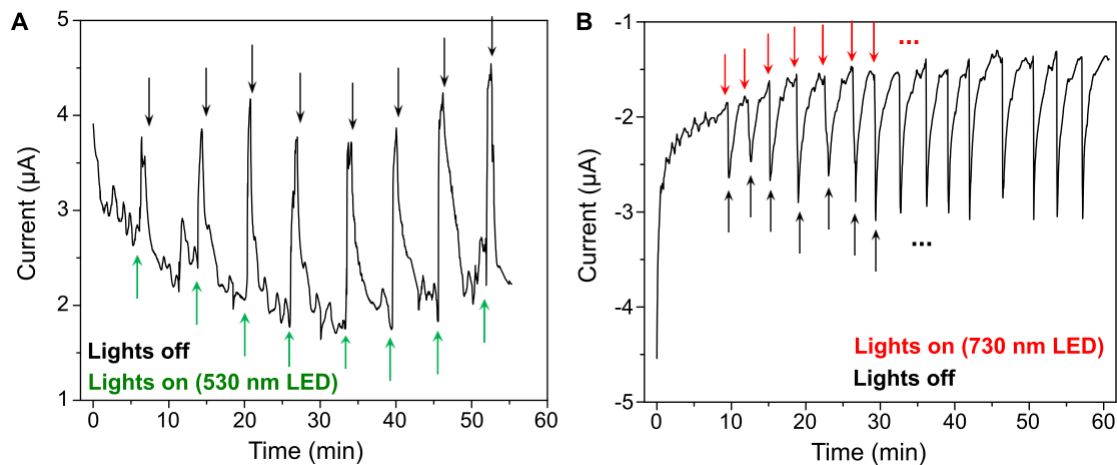 A
Current (μA)
5
4
3
2
1
Lights off
Lights on (530 nm LED)
0
10
20
30
40
50
60
Time (min)
B
Current (μA)
-1
-2
-3
-4
-5
...
...
Lights on (730 nm LED)
Lights off
0
10
20
30
40
50
60
Time (min)